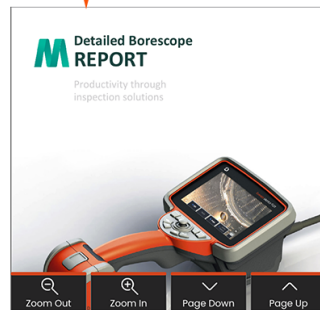 Detailed Borescope
REPORT
Productivity through
inspection solutions
Zoom Out
Zoom In
Page Down
Page Up